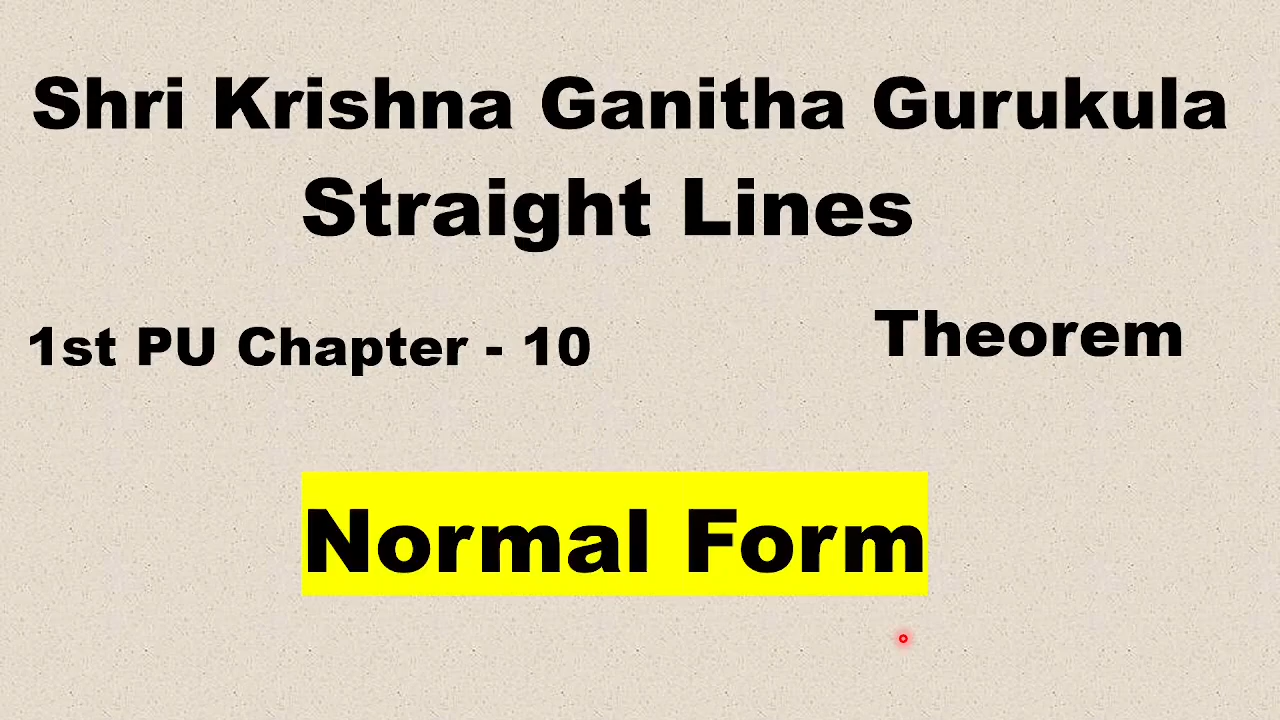 Shri Krishna Ganitha Gurukula
Straight Lines
1st PU Chapter - 10
Theorem
Normal Form